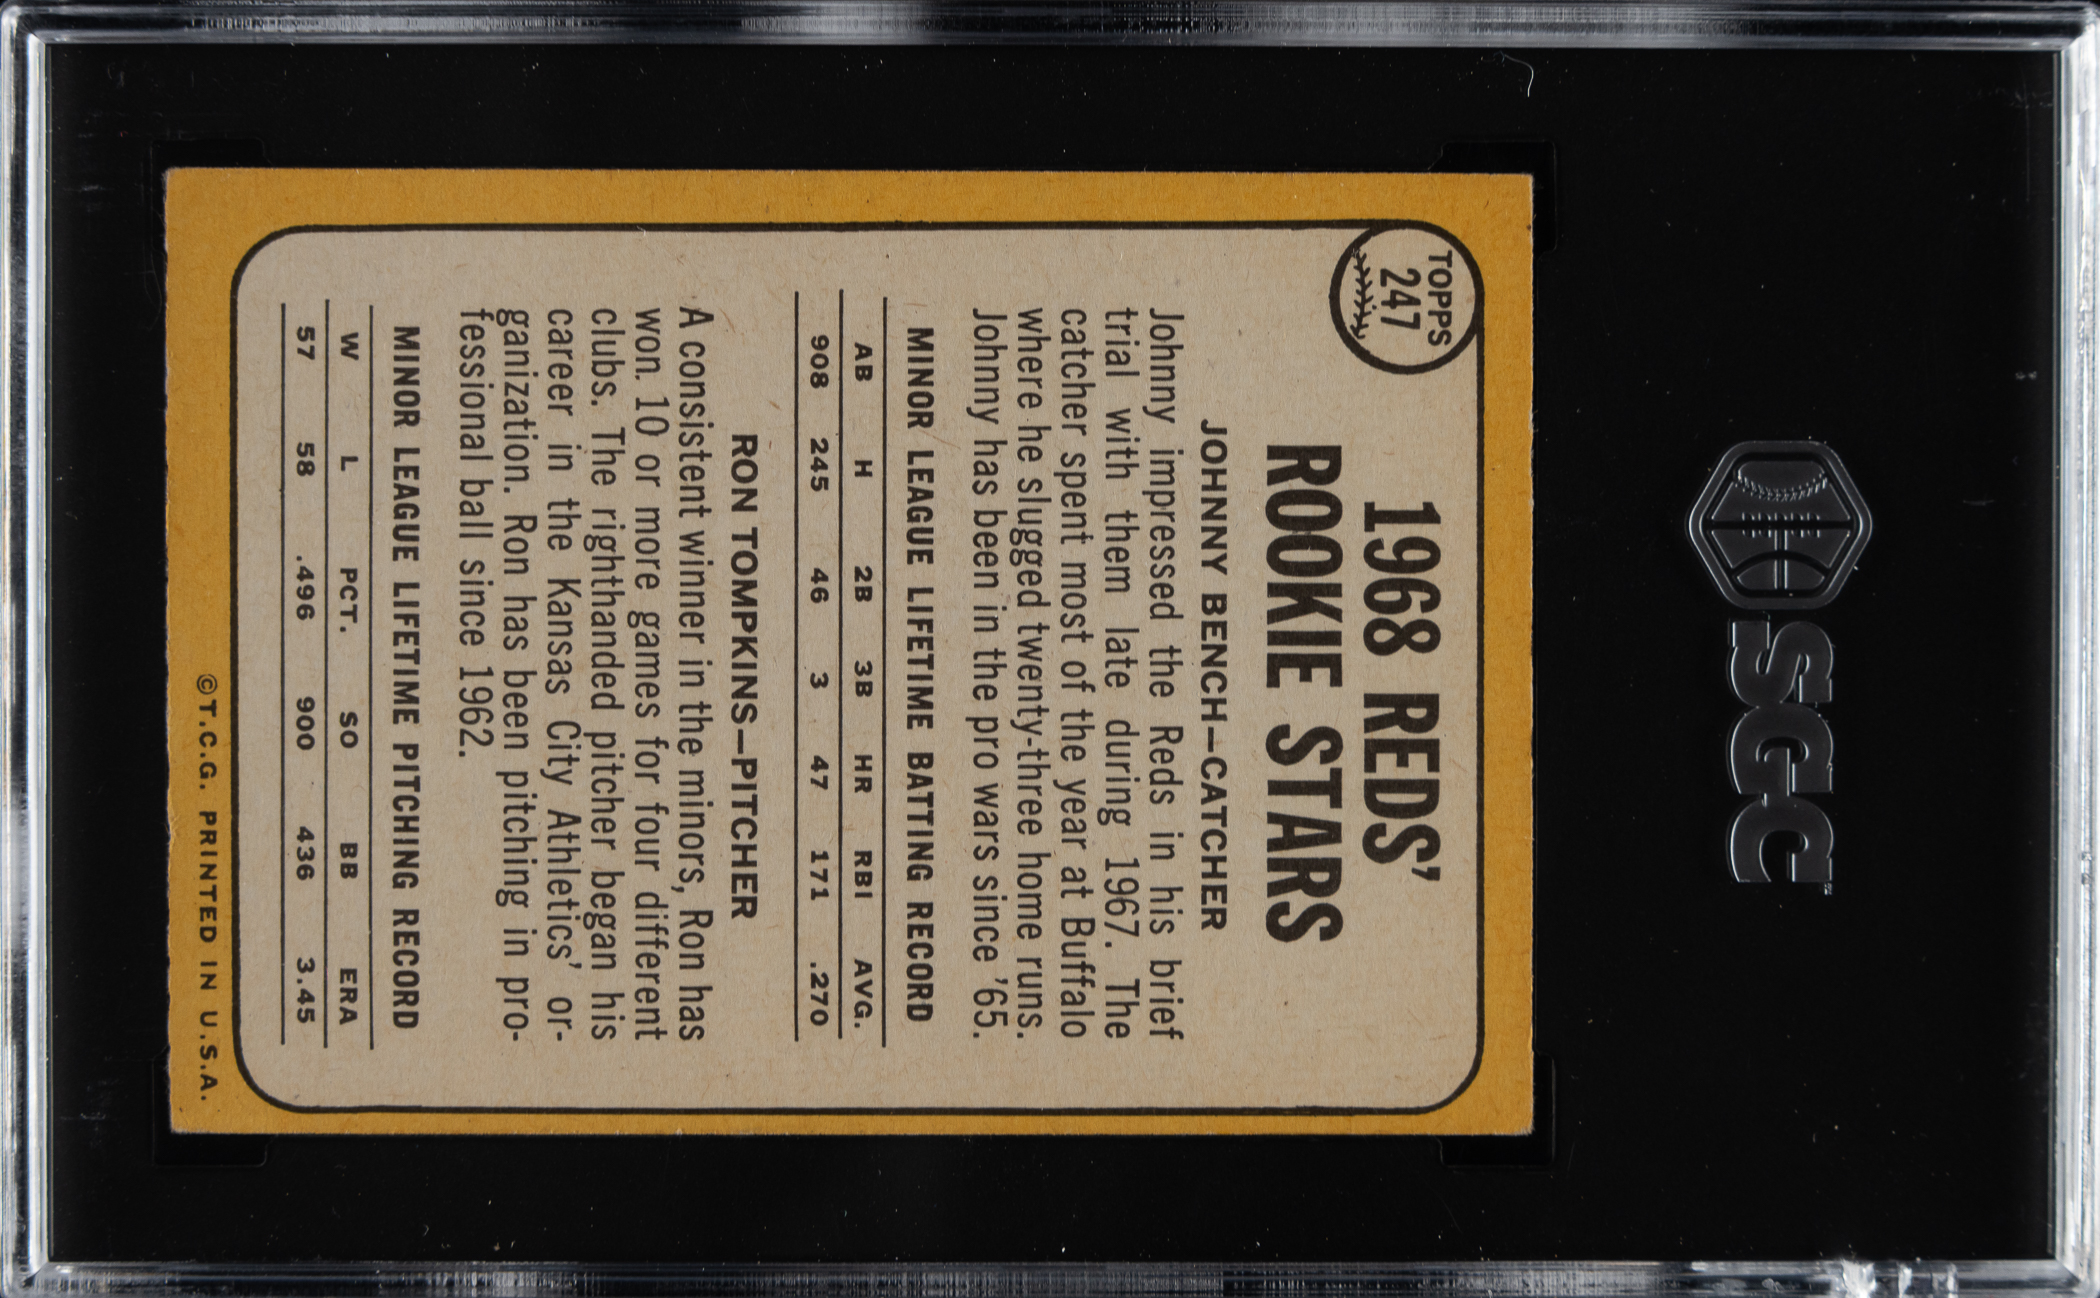 SGC
TOPPS
247
1968 REDS'
ROOKIE STARS
JOHNNY BENCH—CATCHER
Johnny impressed the Reds in his brief
trial with them late during 1967. The
catcher spent most of the year at Buffalo
where he slugged twenty-three home runs.
Johnny has been in the pro wars since '65.
MINOR LEAGUE LIFETIME BATTING RECORD
AB H 2B 3B HR RBI AVG.
908 245 46 3 47 171 .270
RON TOMPKINS—PITCHER
A consistent winner in the minors, Ron has
won 10 or more games for four different
clubs. The righthanded pitcher began his
career in the Kansas City Athletics' or-
ganization. Ron has been pitching in pro-
fessional ball since 1962.
MINOR LEAGUE LIFETIME PITCHING RECORD
W L PCT. SO BB ERA
57 58 .496 900 436 3.45
©T.C.G. PRINTED IN U.S.A.